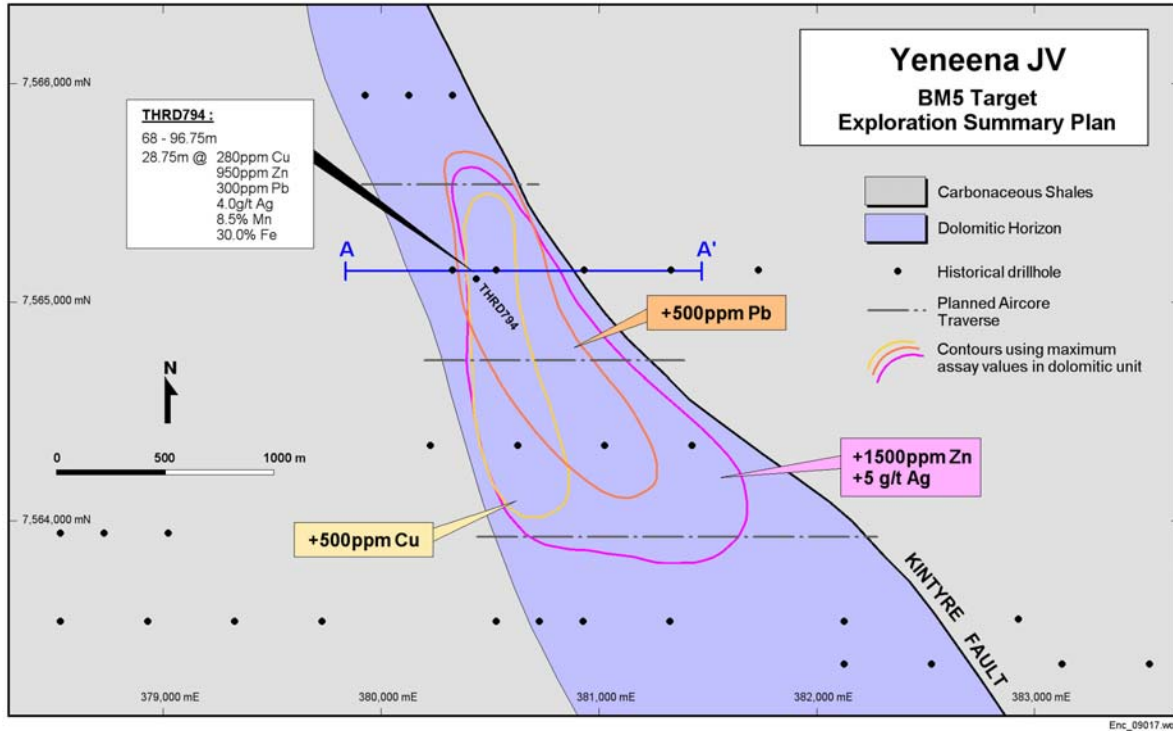 Yeneena JV
BM5 Target
Exploration Summary Plan
7,566,000 mN
THRD794 :
68 - 96.75m
28.75m @ 280ppm Cu
950ppm Zn
300ppm Pb
4.0g/t Ag
8.5% Mn
30.0% Fe
Carbonaceous Shales
Dolomitic Horizon
Historical drillhole
Planned Aircore
Traverse
Contours using maximum
assay values in dolomitic unit
A
A'
7,565,000 mN
THRD794
+500ppm Pb
N
0 500 1000 m
+1500ppm Zn
+5 g/t Ag
7,564,000 mN
+500ppm Cu
KINTYRE FAULT
379,000 mE
380,000 mE
381,000 mE
382,000 mE
383,000 mE